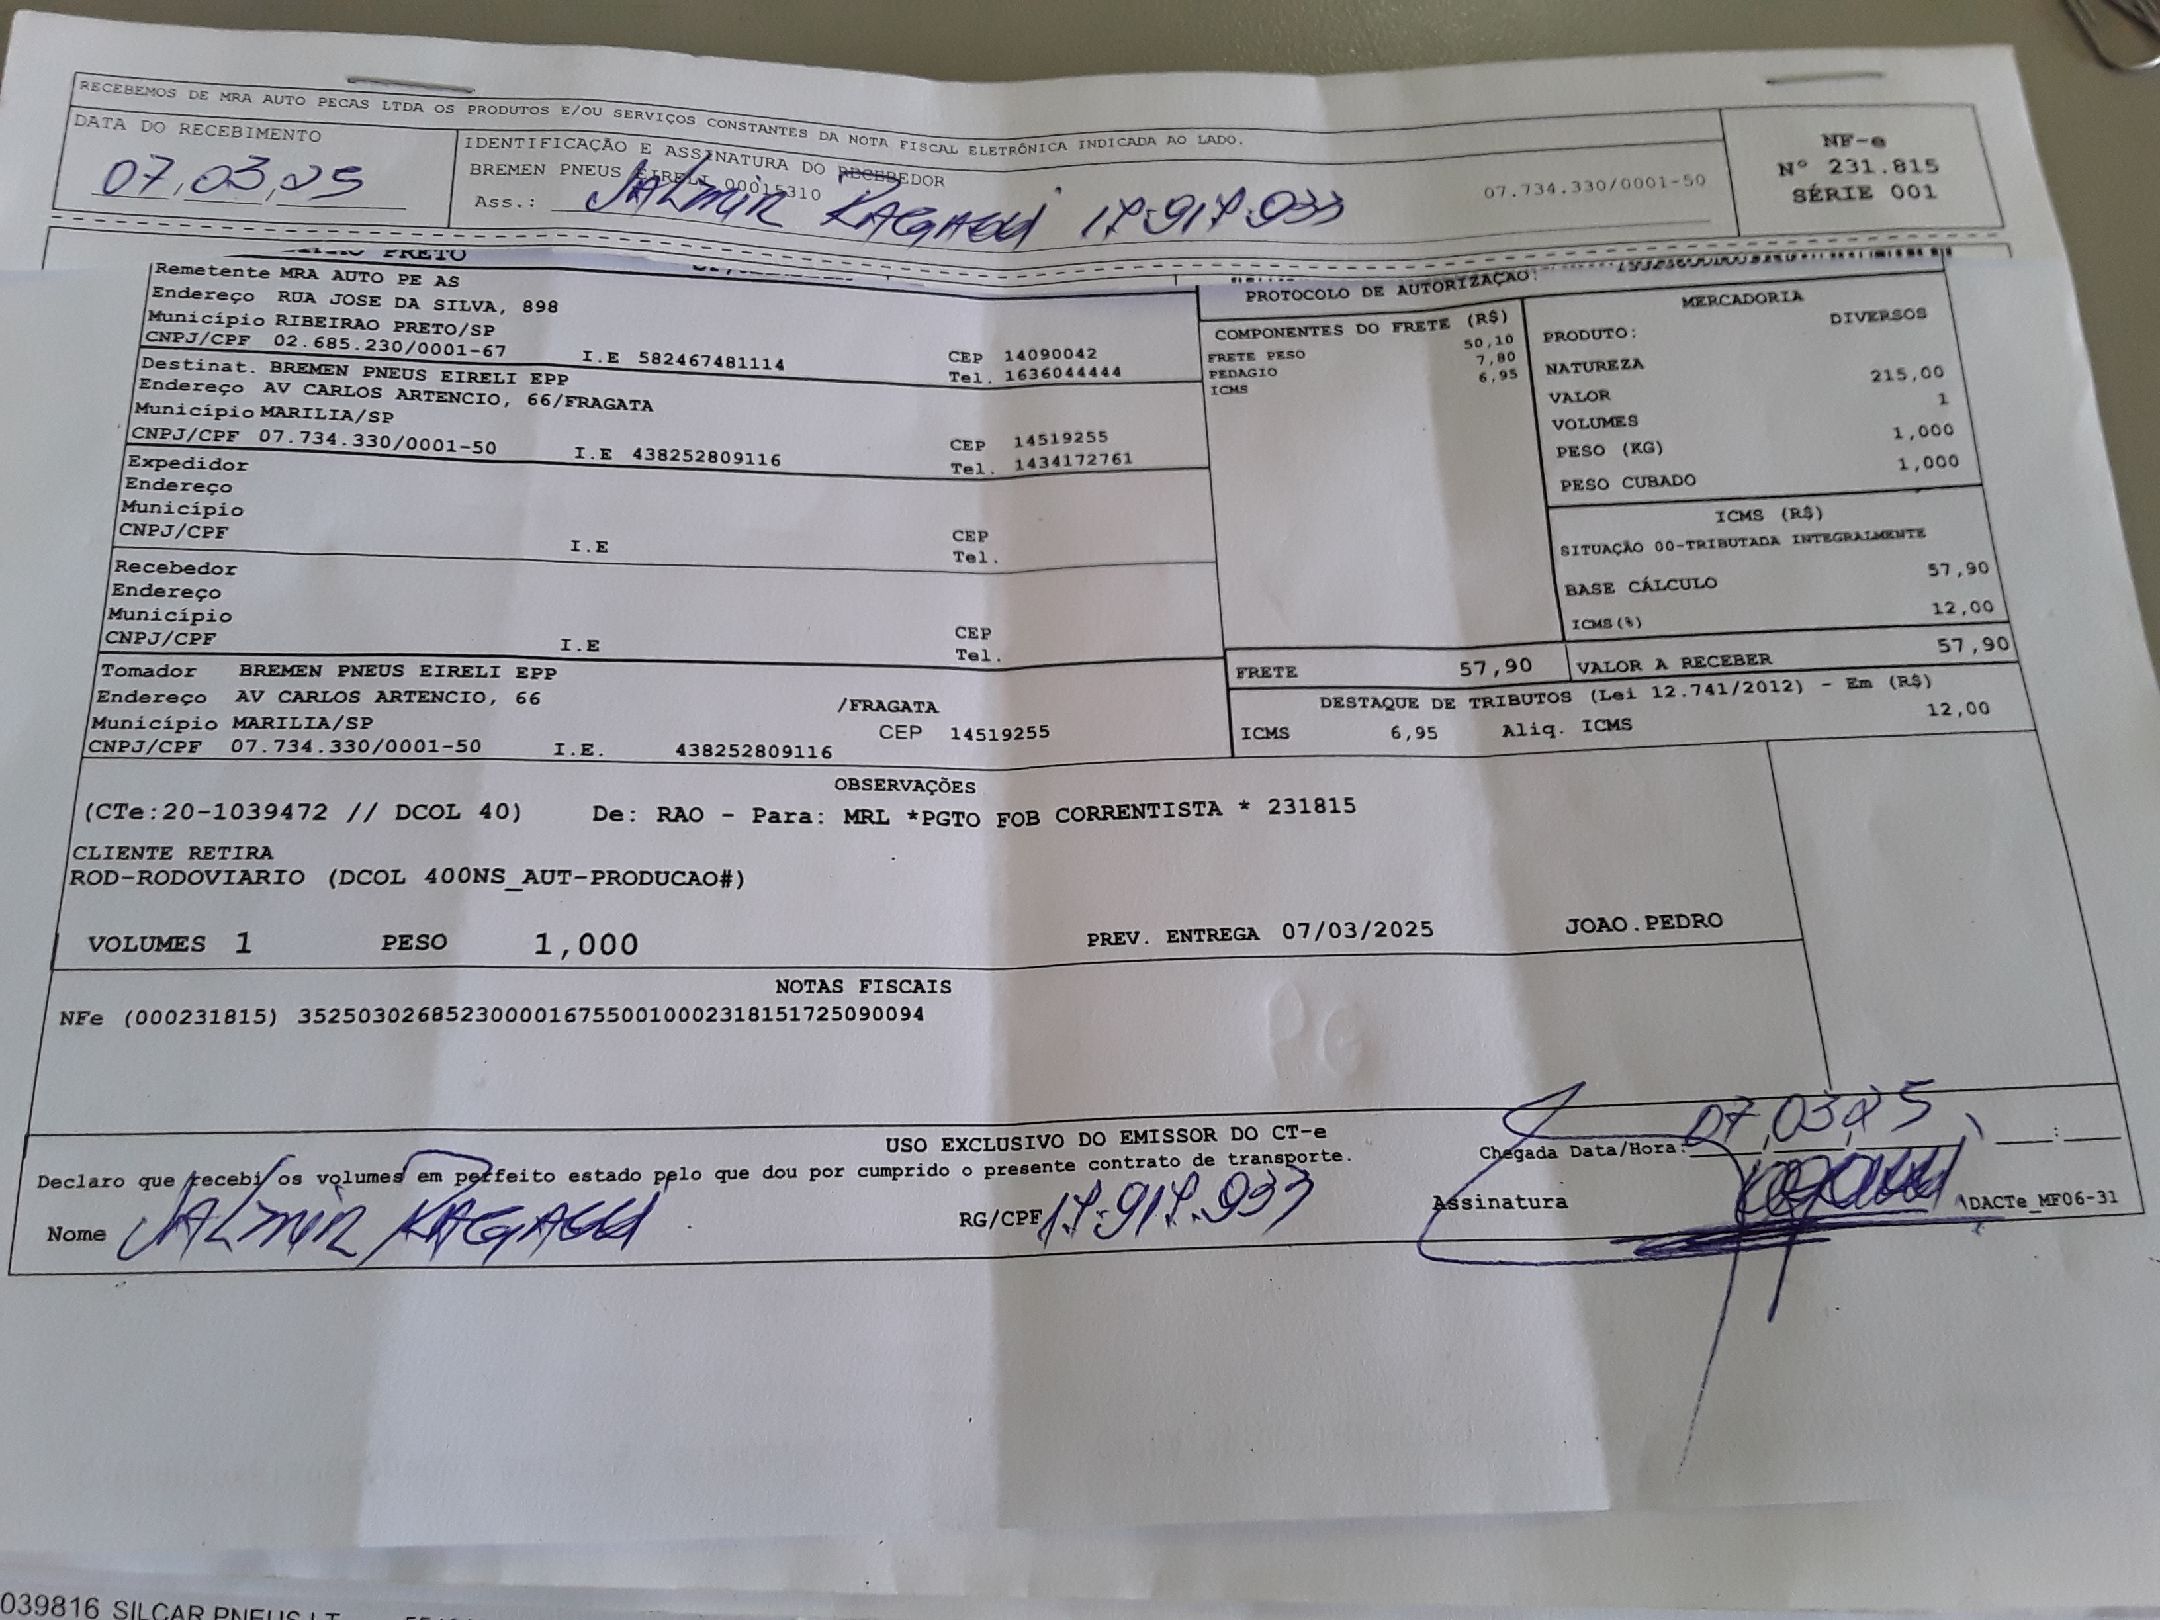 RECEBEMOS DE MRA AUTO PECAS LTDA OS PRODUTOS E/OU SERVIÇOS CONSTANTES DA NOTA FISCAL ELETRÔNICA INDICADA AO LADO.
DATA DO RECEBIMENTO
07,03,25
IDENTIFICAÇÃO E ASSINATURA DO RECEBEDOR
BREMEN PNEUS EIRELI 00015310
07.734.330/0001-50
Ass.: 17.917.933
NF-e
Nº 231.815
SÉRIE 001
PRETO
Remetente MRA AUTO PE AS
Endereço RUA JOSE DA SILVA, 898
Município RIBEIRAO PRETO/SP
CNPJ/CPF 02.685.230/0001-67 I.E 582467481114
CEP 14090042
Tel. 1636044444
Destinat. BREMEN PNEUS EIRELI EPP
Endereço AV CARLOS ARTENCIO, 66/FRAGATA
Município MARILIA/SP
CNPJ/CPF 07.734.330/0001-50 I.E 438252809116
CEP 14519255
Tel. 1434172761
Expedidor
Endereço
Município
CNPJ/CPF I.E
CEP
Tel.
Recebedor
Endereço
Município
CNPJ/CPF I.E
CEP
Tel.
Tomador BREMEN PNEUS EIRELI EPP
Endereço AV CARLOS ARTENCIO, 66 /FRAGATA
Município MARILIA/SP CEP 14519255
CNPJ/CPF 07.734.330/0001-50 I.E. 438252809116
PROTOCOLO DE AUTORIZAÇÃO:
COMPONENTES DO FRETE (R$)
FRETE PESO 50,10
PEDAGIO 7,80
ICMS 6,95
MERCADORIA
PRODUTO: DIVERSOS
NATUREZA
VALOR 215,00
VOLUMES 1
PESO (KG) 1,000
PESO CUBADO 1,000
ICMS (R$)
SITUAÇÃO 00-TRIBUTADA INTEGRALMENTE
BASE CÁLCULO 57,90
ICMS(%) 12,00
FRETE 57,90 VALOR A RECEBER 57,90
DESTAQUE DE TRIBUTOS (Lei 12.741/2012) - Em (R$)
ICMS 6,95 Aliq. ICMS 12,00
OBSERVAÇÕES
(CTe:20-1039472 // DCOL 40) De: RAO - Para: MRL *PGTO FOB CORRENTISTA * 231815
CLIENTE RETIRA
ROD-RODOVIARIO (DCOL 400NS_AUT-PRODUCAO#)
VOLUMES 1 PESO 1,000 PREV. ENTREGA 07/03/2025 JOAO.PEDRO
NOTAS FISCAIS
NFe (000231815) 35250302685230000167550010002318151725090094
PG
USO EXCLUSIVO DO EMISSOR DO CT-e
Declaro que recebi os volumes em perfeito estado pelo que dou por cumprido o presente contrato de transporte.
Chegada Data/Hora: 07,03,25 :
Nome
RG/CPF 17.917.933
Assinatura
DACTe_MF06-31
039816 SILCAR PNEUS LT